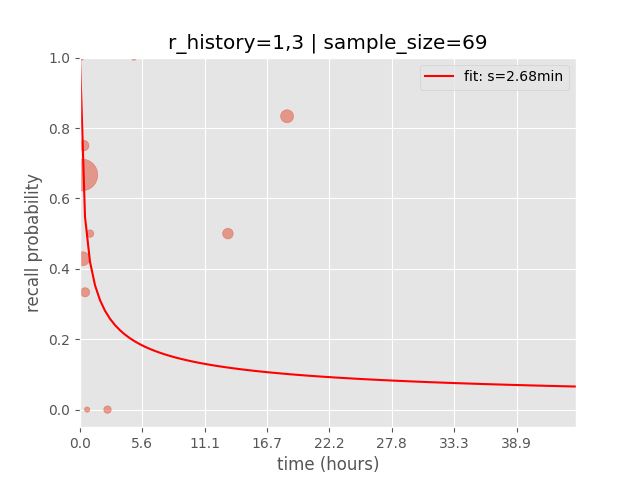 r_history=1,3 | sample_size=69
fit: s=2.68min
recall probability
1.0
0.8
0.6
0.4
0.2
0.0
0.0 5.6 11.1 16.7 22.2 27.8 33.3 38.9
time (hours)